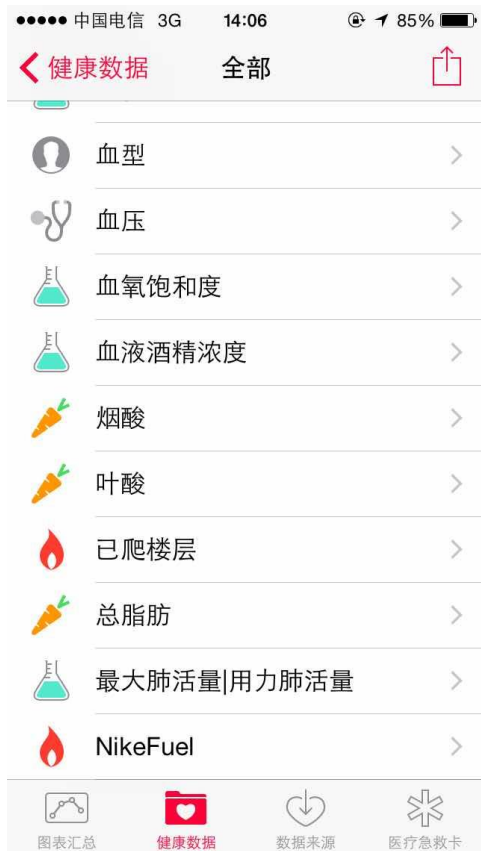 中国电信 3G 14:06 85%
健康数据 全部
血型
血压
血氧饱和度
血液酒精浓度
烟酸
叶酸
已爬楼层
总脂肪
最大肺活量|用力肺活量
NikeFuel
图表汇总 健康数据 数据来源 医疗急救卡